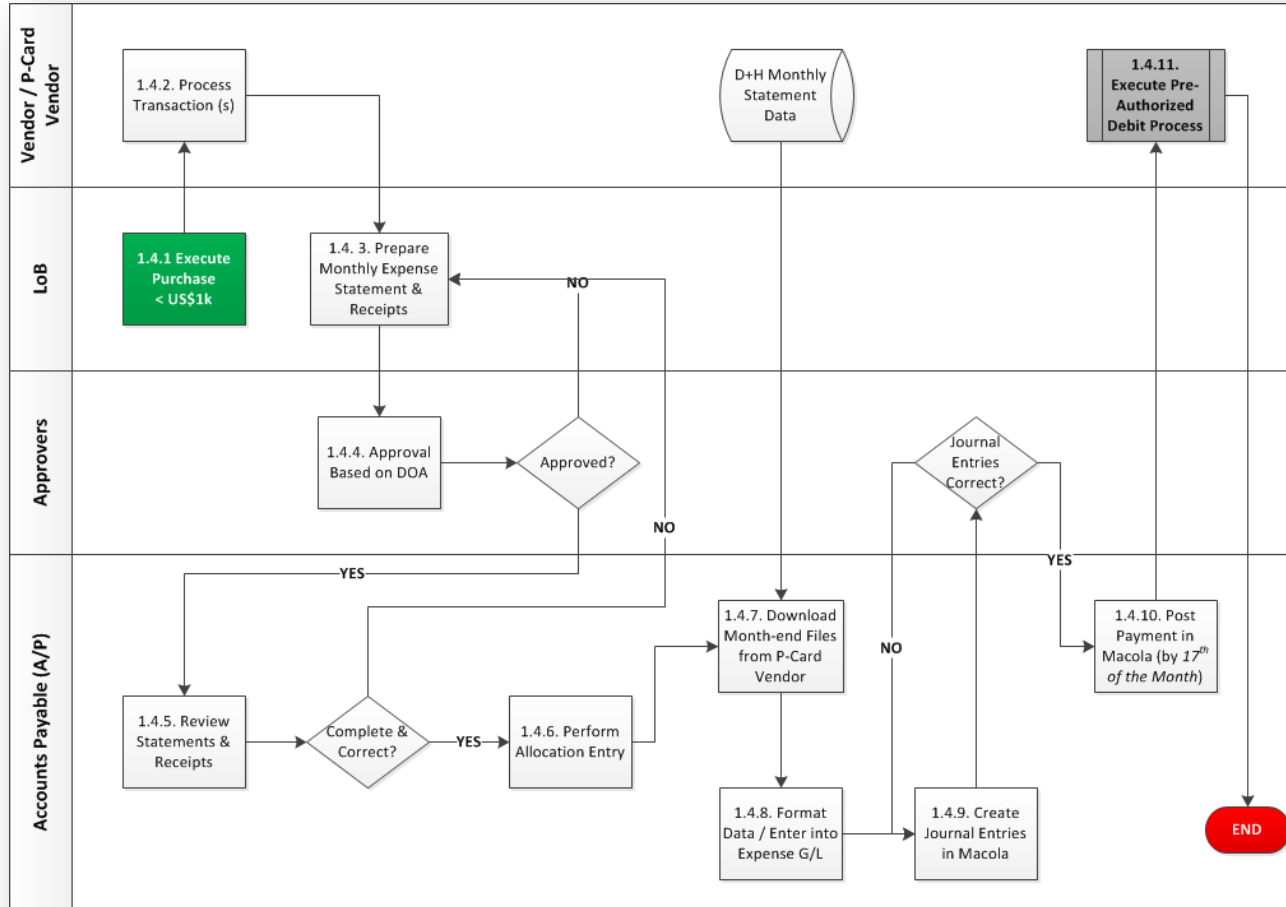 Vendor / P-Card
Vendor
1.4.2. Process
Transaction (s)
D+H Monthly
Statement
Data
1.4.11.
Execute Pre-
Authorized
Debit Process
LoB
1.4.1 Execute
Purchase
< US$1k
1.4. 3. Prepare
Monthly Expense
Statement &
Receipts
NO
Approvers
1.4.4. Approval
Based on DOA
Approved?
NO
Journal
Entries
Correct?
YES
YES
Accounts Payable (A/P)
1.4.5. Review
Statements &
Receipts
Complete &
Correct?
YES
1.4.6. Perform
Allocation Entry
1.4.7. Download
Month-end Files
from P-Card
Vendor
NO
1.4.10. Post
Payment in
Macola (by 17th
of the Month)
1.4.8. Format
Data / Enter into
Expense G/L
1.4.9. Create
Journal Entries
in Macola
END